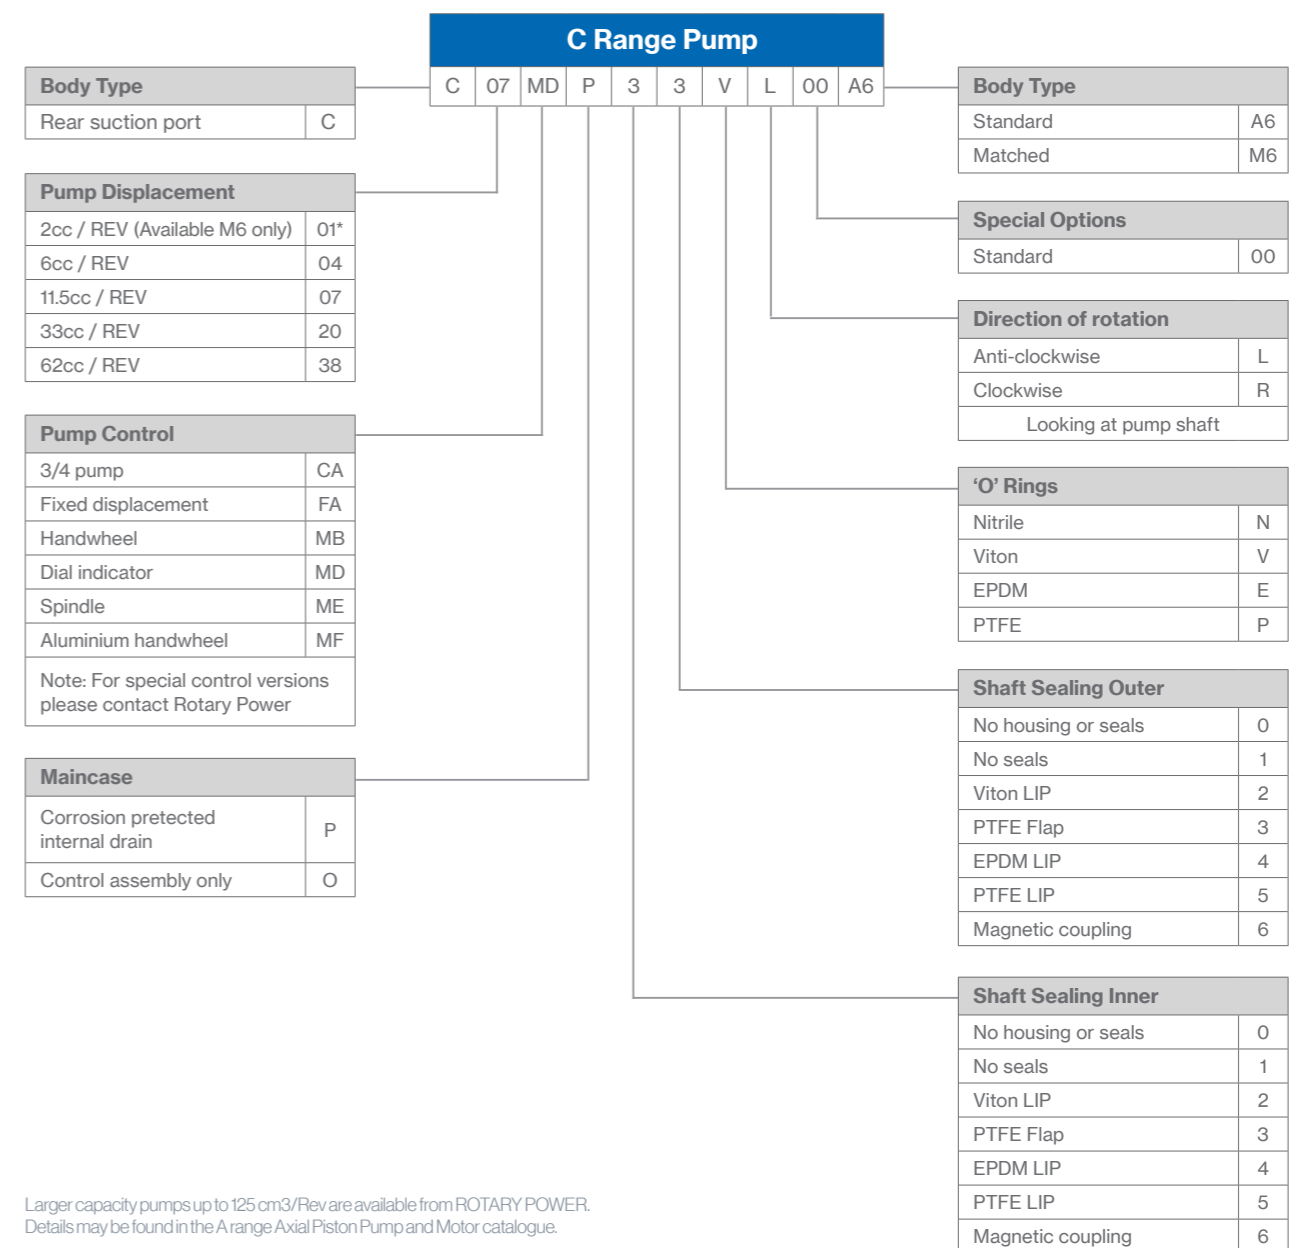 C Range Pump
C 07 MD P 3 3 V L 00 A6
Body Type
Rear suction port C
Pump Displacement
2cc / REV (Available M6 only) 01*
6cc / REV 04
11.5cc / REV 07
33cc / REV 20
62cc / REV 38
Pump Control
3/4 pump CA
Fixed displacement FA
Handwheel MB
Dial indicator MD
Spindle ME
Aluminium handwheel MF
Note: For special control versions
please contact Rotary Power
Maincase
Corrosion pretected
internal drain P
Control assembly only O
Body Type
Standard A6
Matched M6
Special Options
Standard 00
Direction of rotation
Anti-clockwise L
Clockwise R
Looking at pump shaft
‘O’ Rings
Nitrile N
Viton V
EPDM E
PTFE P
Shaft Sealing Outer
No housing or seals 0
No seals 1
Viton LIP 2
PTFE Flap 3
EPDM LIP 4
PTFE LIP 5
Magnetic coupling 6
Shaft Sealing Inner
No housing or seals 0
No seals 1
Viton LIP 2
PTFE Flap 3
EPDM LIP 4
PTFE LIP 5
Magnetic coupling 6
Larger capacity pumps up to 125 cm3/Rev are available from ROTARY POWER.
Details may be found in the A range Axial Piston Pump and Motor catalogue.